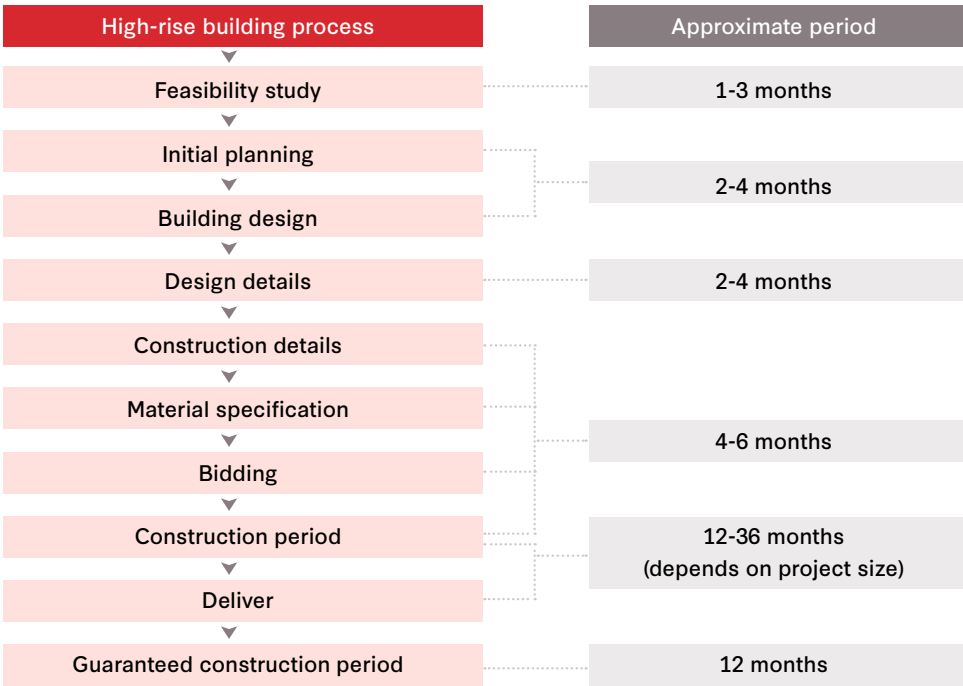 High-rise building process
Approximate period
Feasibility study
1-3 months
Initial planning
Building design
2-4 months
Design details
2-4 months
Construction details
Material specification
Bidding
Construction period
4-6 months
Deliver
12-36 months
(depends on project size)
Guaranteed construction period
12 months